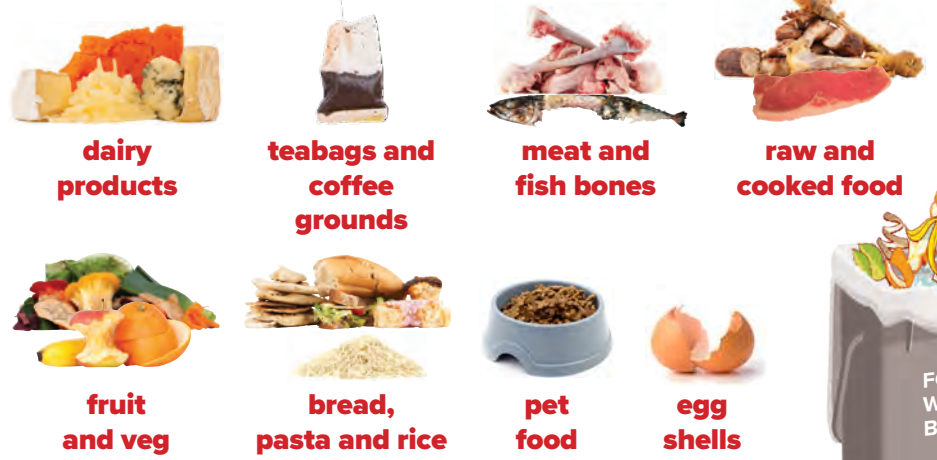 dairy
products
teabags and
coffee
grounds
meat and
fish bones
raw and
cooked food
fruit
and veg
bread,
pasta and rice
pet
food
egg
shells